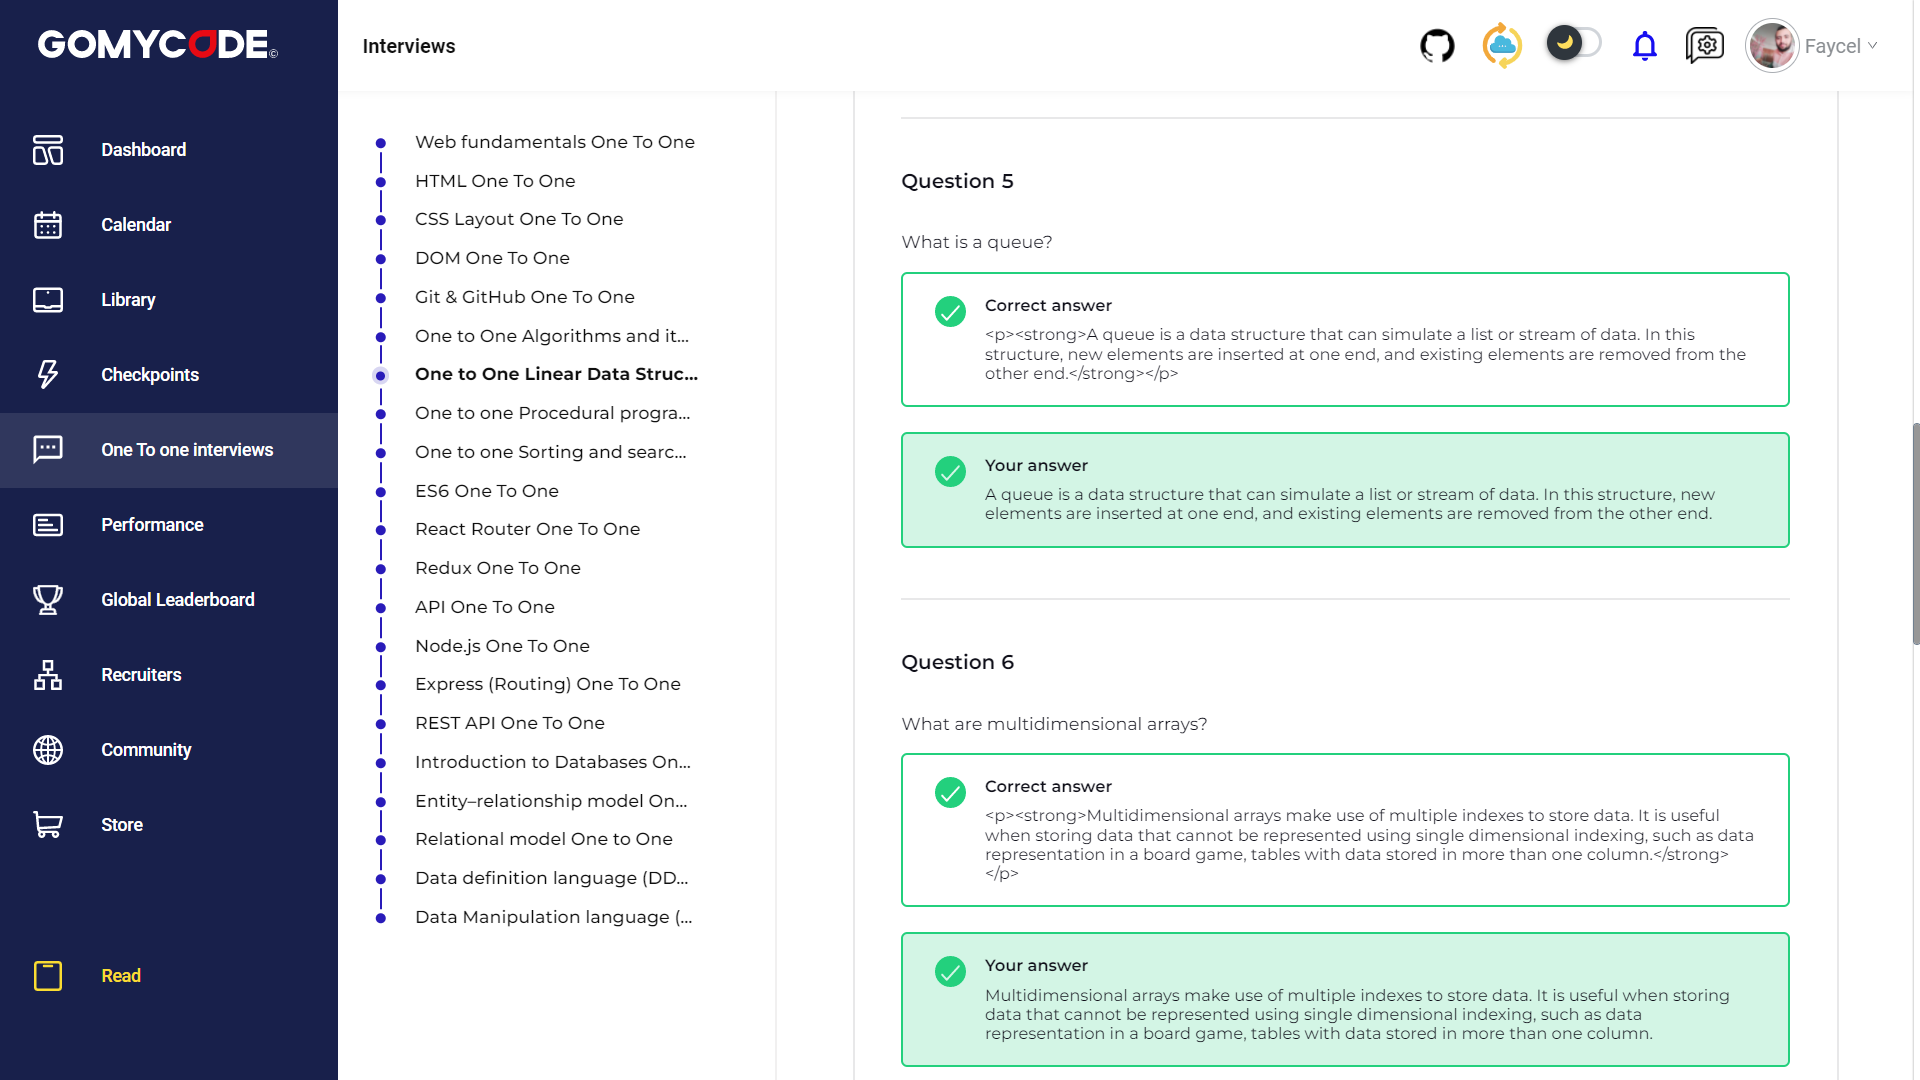 GOMYCODE©
Dashboard
Calendar
Library
Checkpoints
One To one interviews
Performance
Global Leaderboard
Recruiters
Community
Store
Read
Interviews
Faycel
Web fundamentals One To One
HTML One To One
CSS Layout One To One
DOM One To One
Git & GitHub One To One
One to One Algorithms and it...
One to One Linear Data Struc...
One to one Procedural progra...
One to one Sorting and searc...
ES6 One To One
React Router One To One
Redux One To One
API One To One
Node.js One To One
Express (Routing) One To One
REST API One To One
Introduction to Databases On...
Entity–relationship model On...
Relational model One to One
Data definition language (DD...
Data Manipulation language (...
Question 5
What is a queue?
Correct answer
<p><strong>A queue is a data structure that can simulate a list or stream of data. In this
structure, new elements are inserted at one end, and existing elements are removed from the
other end.</strong></p>
Your answer
A queue is a data structure that can simulate a list or stream of data. In this structure, new
elements are inserted at one end, and existing elements are removed from the other end.
Question 6
What are multidimensional arrays?
Correct answer
<p><strong>Multidimensional arrays make use of multiple indexes to store data. It is useful
when storing data that cannot be represented using single dimensional indexing, such as data
representation in a board game, tables with data stored in more than one column.</strong>
</p>
Your answer
Multidimensional arrays make use of multiple indexes to store data. It is useful when storing
data that cannot be represented using single dimensional indexing, such as data
representation in a board game, tables with data stored in more than one column.